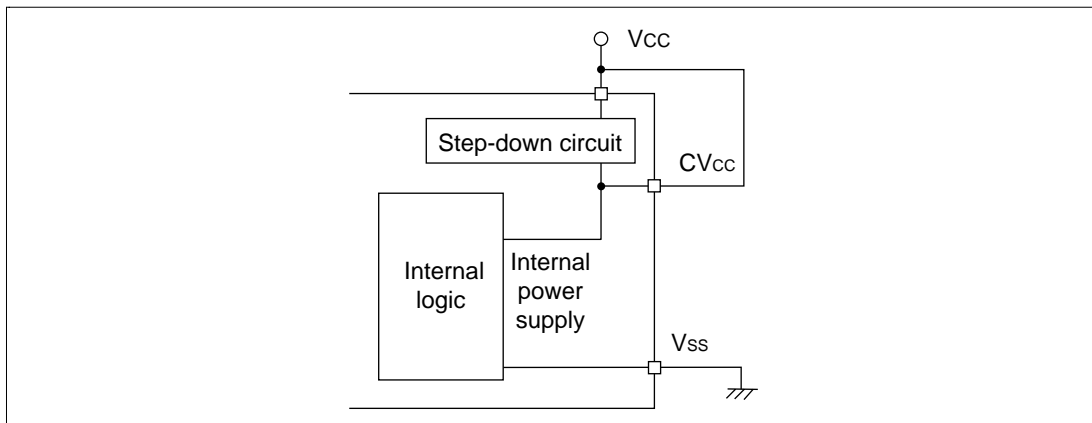 VCC
Step-down circuit
CVCC
Internal
logic
Internal
power
supply
VSS